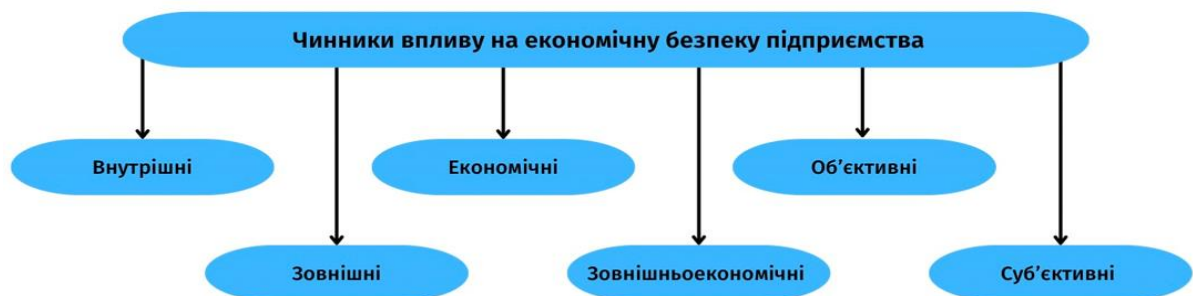 Чинники впливу на економічну безпеку підприємства
Внутрішні
Економічні
Об’єктивні
Зовнішні
Зовнішньоекономічні
Суб’єктивні